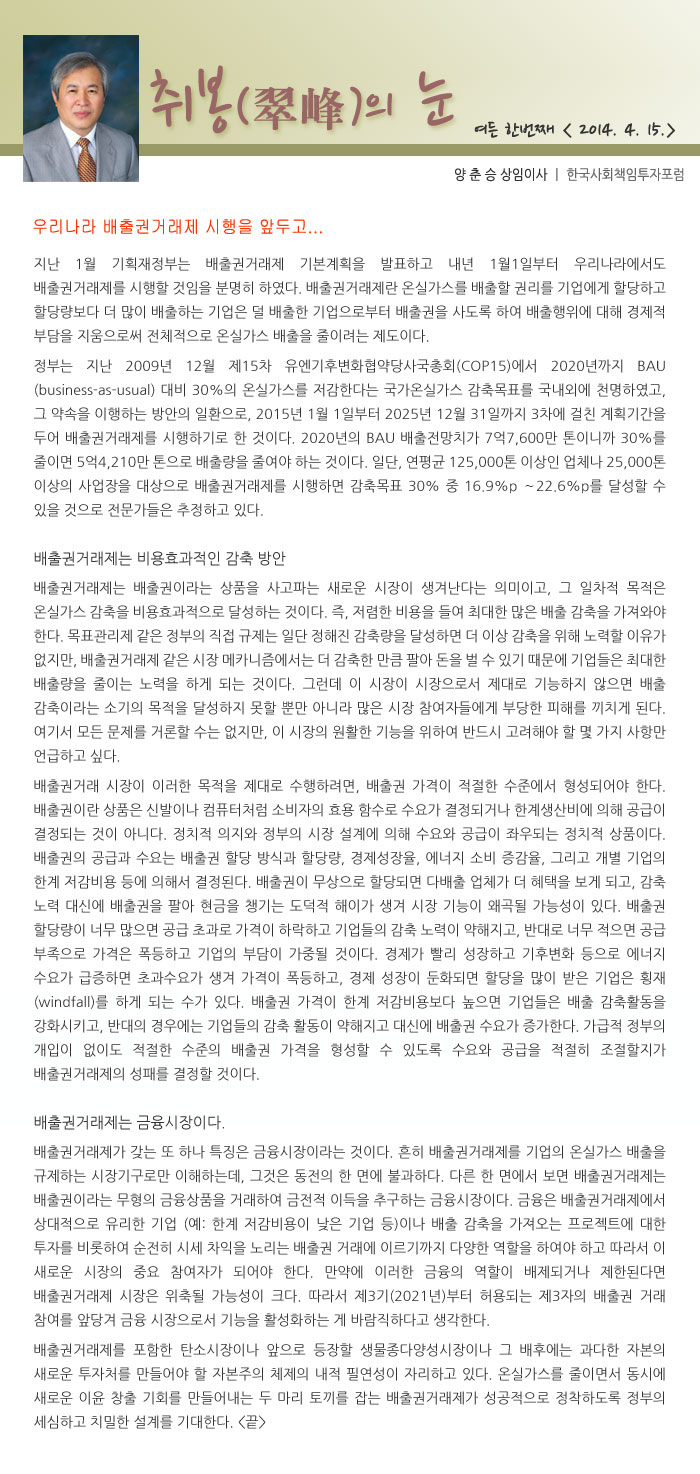 취봉(翠峰)의 눈
여든 한번째 < 2014. 4. 15.>
양 춘 승 상임이사 ㅣ 한국사회책임투자포럼
우리나라 배출권거래제 시행을 앞두고...
지난 1월 기획재정부는 배출권거래제 기본계획을 발표하고 내년 1월1일부터 우리나라에서도
배출권거래제를 시행할 것임을 분명히 하였다. 배출권거래제란 온실가스를 배출할 권리를 기업에게 할당하고
할당량보다 더 많이 배출하는 기업은 덜 배출한 기업으로부터 배출권을 사도록 하여 배출행위에 대해 경제적
부담을 지움으로써 전체적으로 온실가스 배출을 줄이려는 제도이다.
정부는 지난 2009년 12월 제15차 유엔기후변화협약당사국총회(COP15)에서 2020년까지 BAU
(business-as-usual) 대비 30%의 온실가스를 저감한다는 국가온실가스 감축목표를 국내외에 천명하였고,
그 약속을 이행하는 방안의 일환으로, 2015년 1월 1일부터 2025년 12월 31일까지 3차에 걸친 계획기간을
두어 배출권거래제를 시행하기로 한 것이다. 2020년의 BAU 배출전망치가 7억7,600만 톤이니까 30%를
줄이면 5억4,210만 톤으로 배출량을 줄여야 하는 것이다. 일단, 연평균 125,000톤 이상인 업체나 25,000톤
이상의 사업장을 대상으로 배출권거래제를 시행하면 감축목표 30% 중 16.9%p ~22.6%p를 달성할 수
있을 것으로 전문가들은 추정하고 있다.
배출권거래제는 비용효과적인 감축 방안
배출권거래제는 배출권이라는 상품을 사고파는 새로운 시장이 생겨난다는 의미이고, 그 일차적 목적은
온실가스 감축을 비용효과적으로 달성하는 것이다. 즉, 저렴한 비용을 들여 최대한 많은 배출 감축을 가져와야
한다. 목표관리제 같은 정부의 직접 규제는 일단 정해진 감축량을 달성하면 더 이상 감축을 위해 노력할 이유가
없지만, 배출권거래제 같은 시장 메카니즘에서는 더 감축한 만큼 팔아 돈을 벌 수 있기 때문에 기업들은 최대한
배출량을 줄이는 노력을 하게 되는 것이다. 그런데 이 시장이 시장으로서 제대로 기능하지 않으면 배출
감축이라는 소기의 목적을 달성하지 못할 뿐만 아니라 많은 시장 참여자들에게 부당한 피해를 끼치게 된다.
여기서 모든 문제를 거론할 수는 없지만, 이 시장의 원활한 기능을 위하여 반드시 고려해야 할 몇 가지 사항만
언급하고 싶다.
배출권거래 시장이 이러한 목적을 제대로 수행하려면, 배출권 가격이 적절한 수준에서 형성되어야 한다.
배출권이란 상품은 신발이나 컴퓨터처럼 소비자의 효용 함수로 수요가 결정되거나 한계생산비에 의해 공급이
결정되는 것이 아니다. 정치적 의지와 정부의 시장 설계에 의해 수요와 공급이 좌우되는 정치적 상품이다.
배출권의 공급과 수요는 배출권 할당 방식과 할당량, 경제성장율, 에너지 소비 증감율, 그리고 개별 기업의
한계 저감비용 등에 의해서 결정된다. 배출권이 무상으로 할당되면 다배출 업체가 더 혜택을 보게 되고, 감축
노력 대신에 배출권을 팔아 현금을 챙기는 도덕적 해이가 생겨 시장 기능이 왜곡될 가능성이 있다. 배출권
할당량이 너무 많으면 공급 초과로 가격이 하락하고 기업들의 감축 노력이 약해지고, 반대로 너무 적으면 공급
부족으로 가격은 폭등하고 기업의 부담이 가중될 것이다. 경제가 빨리 성장하고 기후변화 등으로 에너지
수요가 급증하면 초과수요가 생겨 가격이 폭등하고, 경제 성장이 둔화되면 할당을 많이 받은 기업은 횡재
(windfall)를 하게 되는 수가 있다. 배출권 가격이 한계 저감비용보다 높으면 기업들은 배출 감축활동을
강화시키고, 반대의 경우에는 기업들의 감축 활동이 약해지고 대신에 배출권 수요가 증가한다. 가급적 정부의
개입이 없이도 적절한 수준의 배출권 가격을 형성할 수 있도록 수요와 공급을 적절히 조절할지가
배출권거래제의 성패를 결정할 것이다.
배출권거래제는 금융시장이다.
배출권거래제가 갖는 또 하나 특징은 금융시장이라는 것이다. 흔히 배출권거래제를 기업의 온실가스 배출을
규제하는 시장기구로만 이해하는데, 그것은 동전의 한 면에 불과하다. 다른 한 면에서 보면 배출권거래제는
배출권이라는 무형의 금융상품을 거래하여 금전적 이득을 추구하는 금융시장이다. 금융은 배출권거래제에서
상대적으로 유리한 기업 (예: 한계 저감비용이 낮은 기업 등)이나 배출 감축을 가져오는 프로젝트에 대한
투자를 비롯하여 순전히 시세 차익을 노리는 배출권 거래에 이르기까지 다양한 역할을 하여야 하고 따라서 이
새로운 시장의 중요 참여자가 되어야 한다. 만약에 이러한 금융의 역할이 배제되거나 제한된다면
배출권거래제 시장은 위축될 가능성이 크다. 따라서 제3기(2021년)부터 허용되는 제3자의 배출권 거래
참여를 앞당겨 금융 시장으로서 기능을 활성화하는 게 바람직하다고 생각한다.
배출권거래제를 포함한 탄소시장이나 앞으로 등장할 생물종다양성시장이나 그 배후에는 과다한 자본의
새로운 투자처를 만들어야 할 자본주의 체제의 내적 필연성이 자리하고 있다. 온실가스를 줄이면서 동시에
새로운 이윤 창출 기회를 만들어내는 두 마리 토끼를 잡는 배출권거래제가 성공적으로 정착하도록 정부의
세심하고 치밀한 설계를 기대한다. <끝>